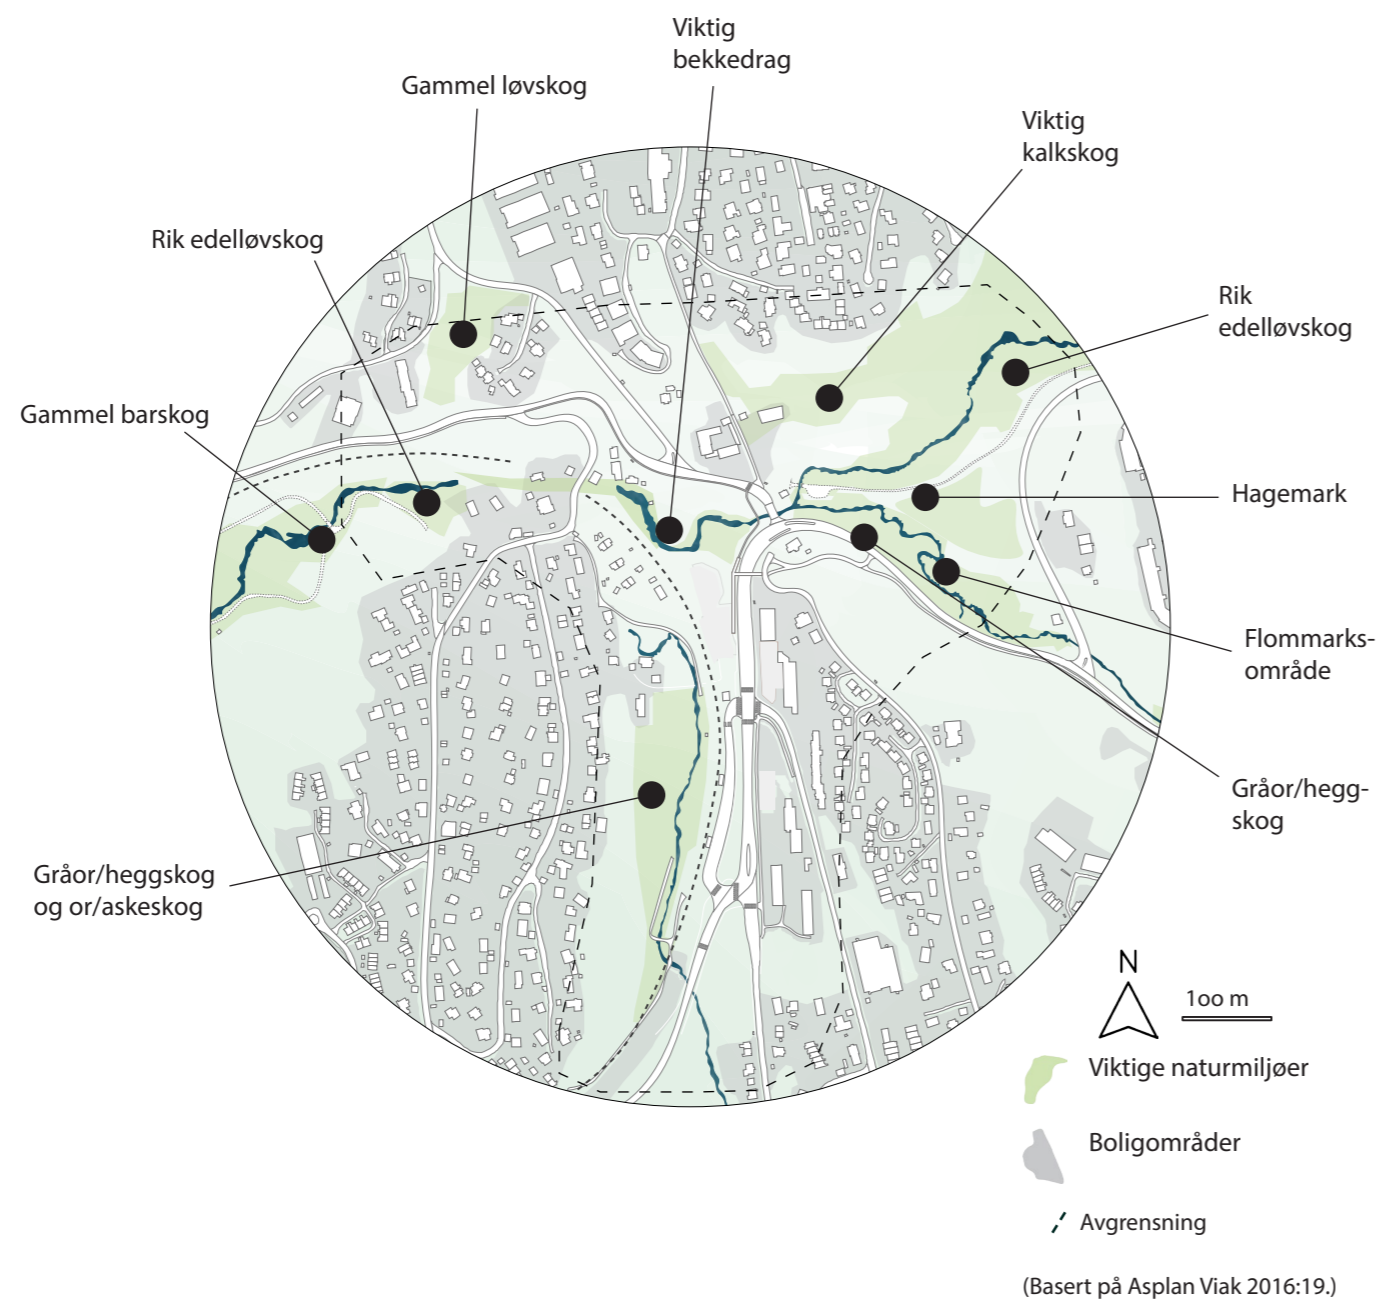 Viktig
bekkedrag
Gammel løvskog
Viktig
kalkskog
Rik edelløvskog
Rik
edelløvskog
Gammel barskog
Hagemark
Flommarks-
område
Gråor/hegg-
skog
Gråor/heggskog
og or/askeskog
N
100 m
Viktige naturmiljøer
Boligområder
Avgrensning
(Basert på Asplan Viak 2016:19.)